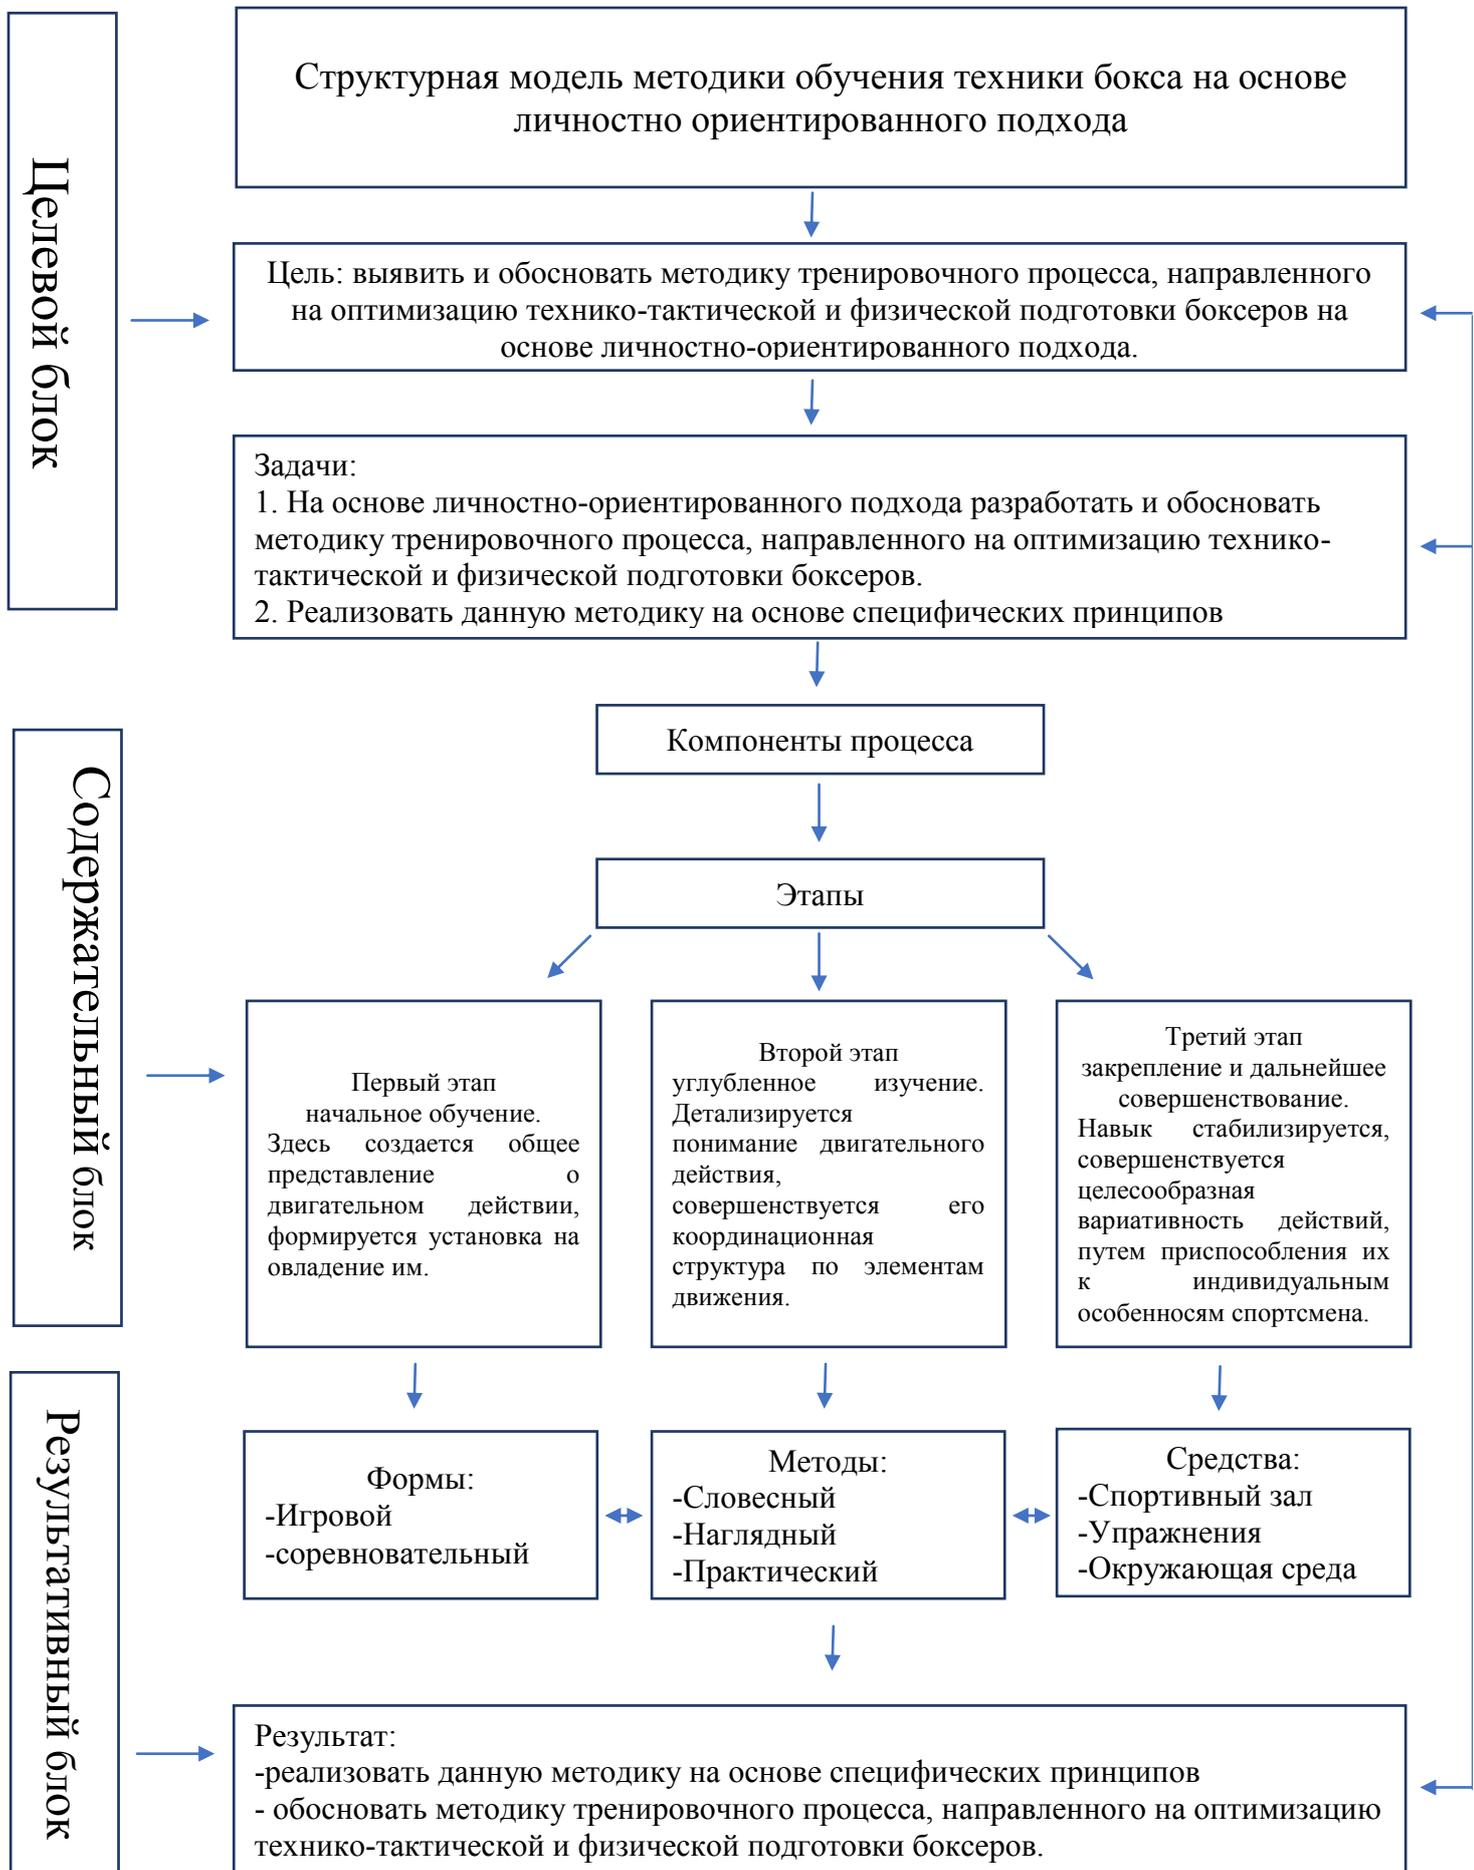 Целевой блок
Структурная модель методики обучения техники бокса на основе
личностно ориентированного подхода
Цель: выявить и обосновать методику тренировочного процесса, направленного
на оптимизацию технико-тактической и физической подготовки боксеров на
основе личностно-ориентированного подхода.
Задачи:
1. На основе личностно-ориентированного подхода разработать и обосновать
методику тренировочного процесса, направленного на оптимизацию технико-
тактической и физической подготовки боксеров.
2. Реализовать данную методику на основе специфических принципов
Содержательный блок
Компоненты процесса
Этапы
Первый этап
начальное обучение.
Здесь создается общее
представление о
двигательном действии,
формируется установка на
овладение им.
Второй этап
углубленное изучение.
Детализируется
понимание двигательного
действия,
совершенствуется его
координационная
структура по элементам
движения.
Третий этап
закрепление и дальнейшее
совершенствование.
Навык стабилизируется,
совершенствуется
целесообразная
вариативность действий,
путем приспособления их
к индивидуальным
особенносям спортсмена.
Результативный блок
Формы:
-Игровой
-соревновательный
Методы:
-Словесный
-Наглядный
-Практический
Средства:
-Спортивный зал
-Упражнения
-Окружающая среда
Результат:
-реализовать данную методику на основе специфических принципов
- обосновать методику тренировочного процесса, направленного на оптимизацию
технико-тактической и физической подготовки боксеров.